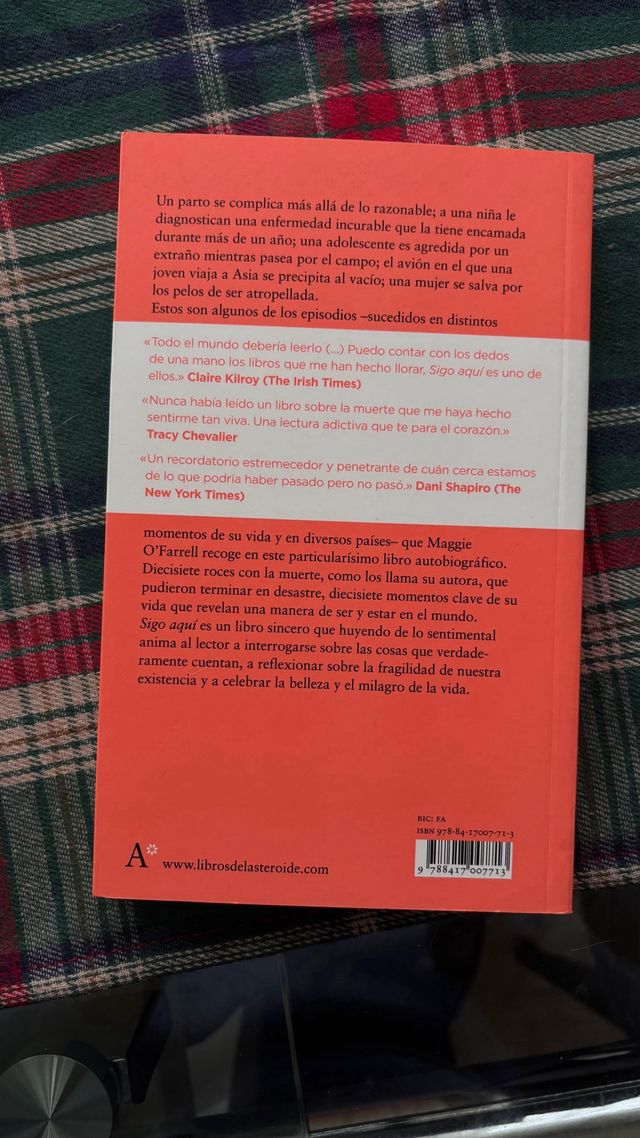 Un parto se complica más allá de lo razonable; a una niña le
diagnostican una enfermedad incurable que la tiene encamada
durante más de un año; una adolescente es agredida por un
extraño mientras pasea por el campo; el avión en el que una
joven viaja a Asia se precipita al vacío; una mujer se salva por
los pelos de ser atropellada.
Estos son algunos de los episodios –sucedidos en distintos
«Todo el mundo debería leerlo (...) Puedo contar con los dedos
de una mano los libros que me han hecho llorar, Sigo aquí es uno de
ellos.» Claire Kilroy (The Irish Times)
«Nunca había leído un libro sobre la muerte que me haya hecho
sentirme tan viva. Una lectura adictiva que te para el corazón.»
Tracy Chevalier
«Un recordatorio estremecedor y penetrante de cuán cerca estamos
de lo que podría haber pasado pero no pasó.» Dani Shapiro (The
New York Times)
momentos de su vida y en diversos países– que Maggie
O’Farrell recoge en este particularísimo libro autobiográfico.
Diecisiete roces con la muerte, como los llama su autora, que
pudieron terminar en desastre, diecisiete momentos clave de su
vida que revelan una manera de ser y estar en el mundo.
Sigo aquí es un libro sincero que huyendo de lo sentimental
anima al lector a interrogarse sobre las cosas que verdade-
ramente cuentan, a reflexionar sobre la fragilidad de nuestra
existencia y a celebrar la belleza y el milagro de la vida.
BIC: FA
ISBN 978-84-17007-71-3
9 788417 007713
A* www.librosdelasteroide.com